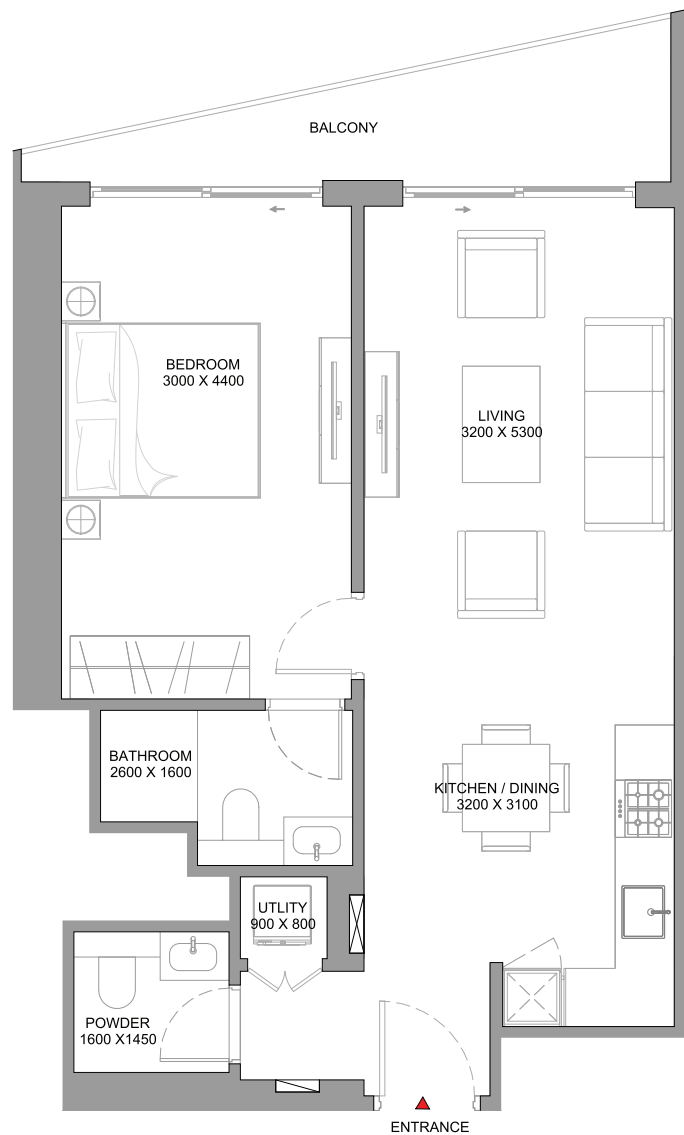 BALCONY
BEDROOM
3000 X 4400
LIVING
3200 X 5300
BATHROOM
2600 X 1600
KITCHEN / DINING
3200 X 3100
UTLITY
900 X 800
POWDER
1600 X1450
ENTRANCE